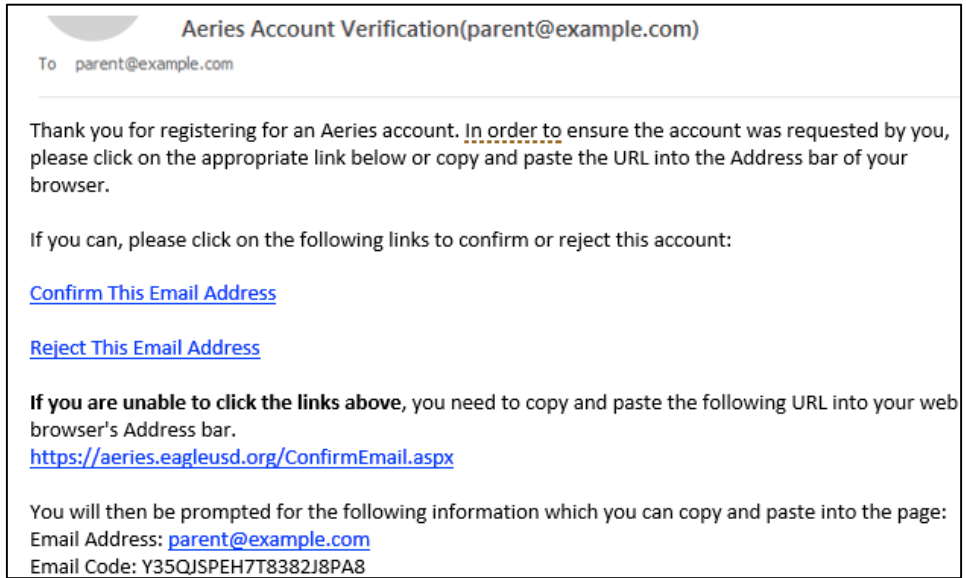 Aeries Account Verification(parent@example.com)
To parent@example.com
Thank you for registering for an Aeries account. In order to ensure the account was requested by you,
please click on the appropriate link below or copy and paste the URL into the Address bar of your
browser.
If you can, please click on the following links to confirm or reject this account:
Confirm This Email Address
Reject This Email Address
If you are unable to click the links above, you need to copy and paste the following URL into your web
browser's Address bar.
https://aeries.eagleusd.org/ConfirmEmail.aspx
You will then be prompted for the following information which you can copy and paste into the page:
Email Address: parent@example.com
Email Code: Y35QJSPEH7T8382J8PA8